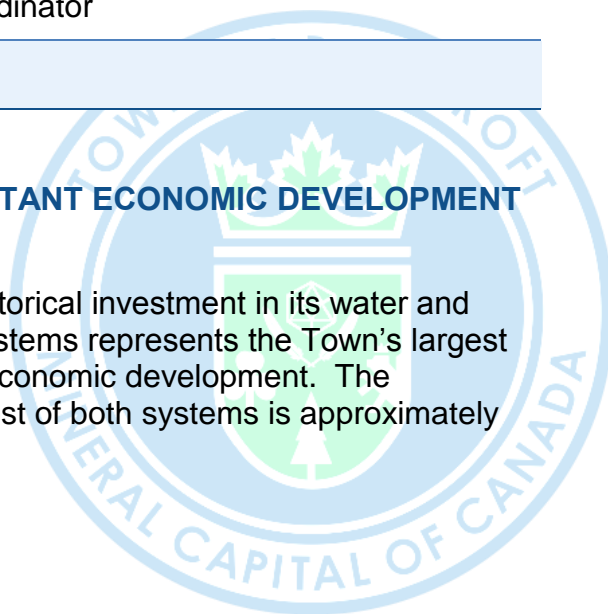 dinator
TANT ECONOMIC DEVELOPMENT
torical investment in its water and
stems represents the Town's largest
conomic development. The
st of both systems is approximately
MINERAL CAPITAL OF CANADA